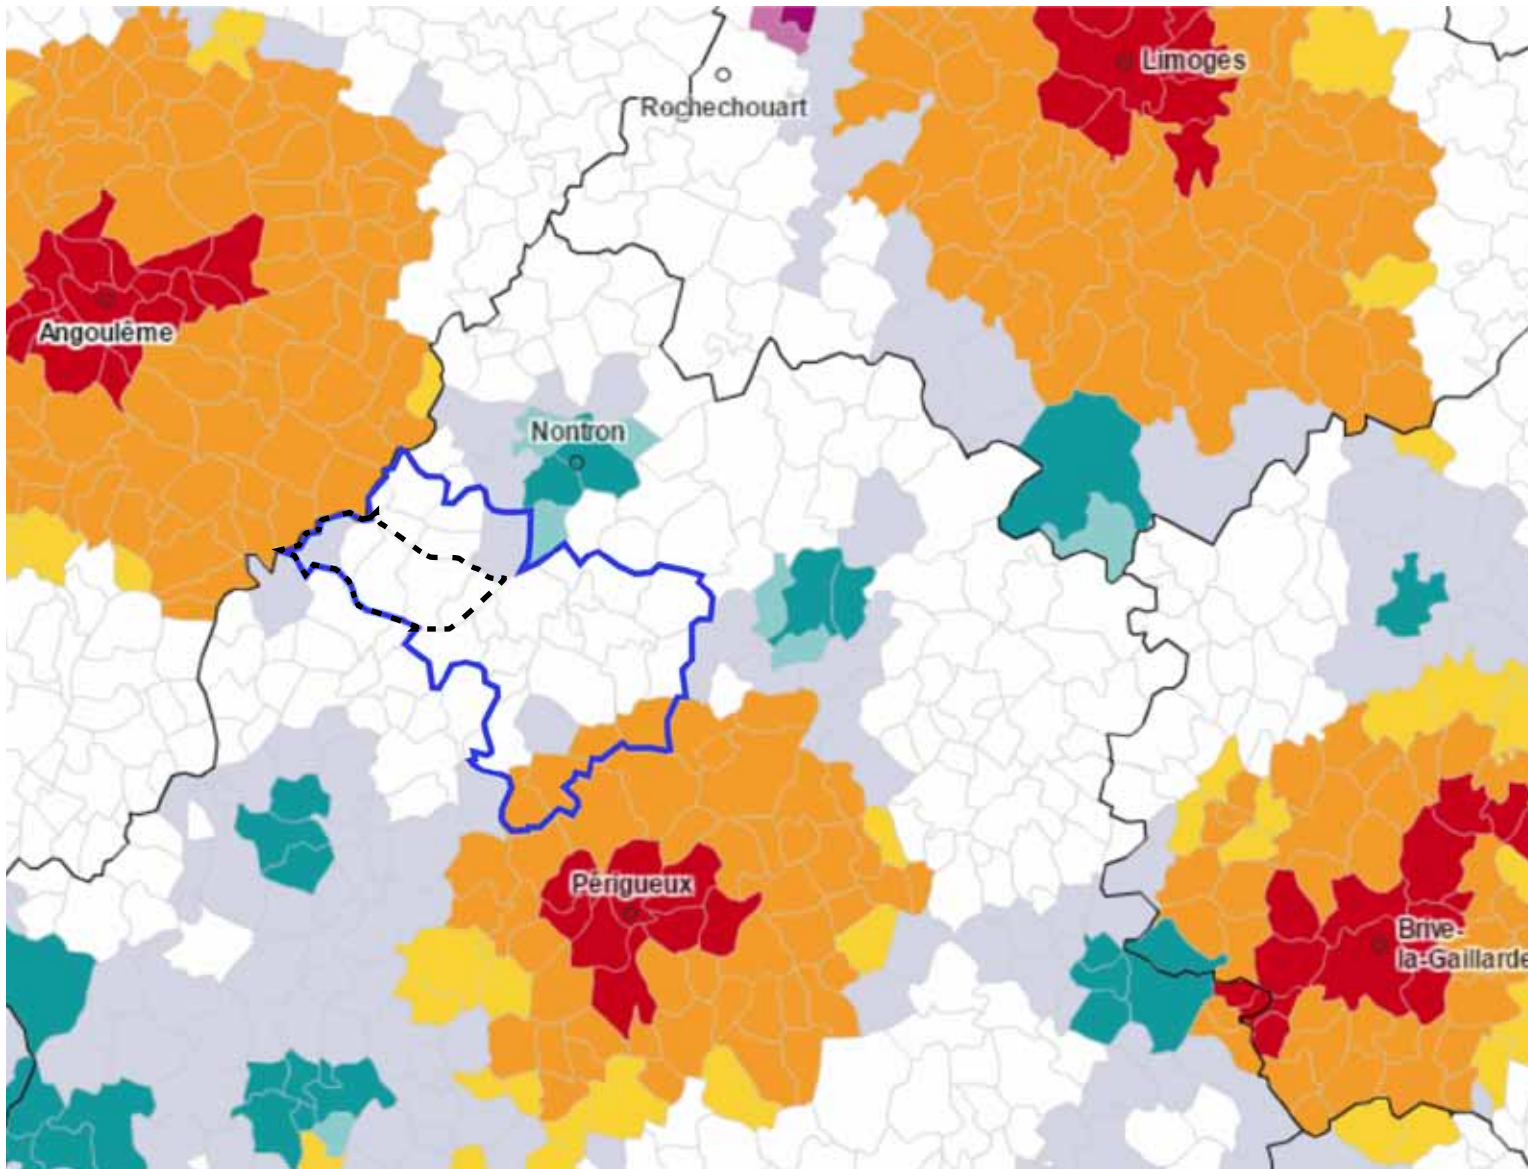 Limoges
Rochechouart
Angoulême
Nontron
Périgueux
Brive-
la-Gaillarde